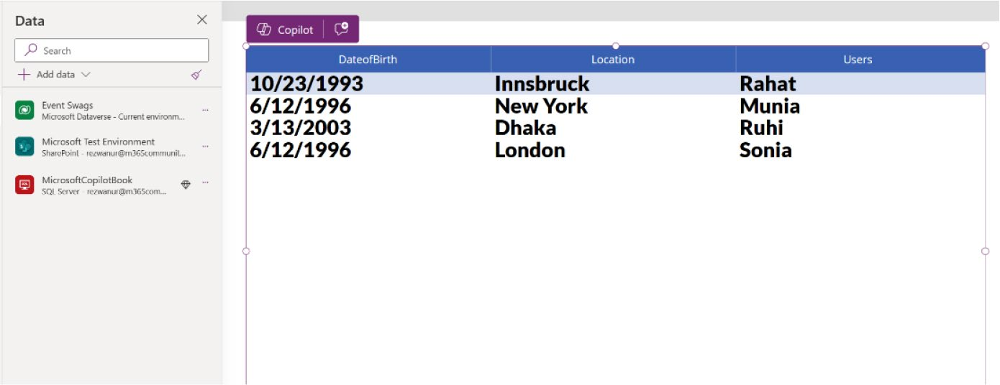 Data
Search
Add data
Event Swags
Microsoft Dataverse - Current environm...
Microsoft Test Environment
SharePoint - rezwanur@m365communit...
MicrosoftCopilotBook
SQL Server - rezwanur@m365com...
Copilot
DateofBirth Location Users
10/23/1993 Innsbruck Rahat
6/12/1996 New York Munia
3/13/2003 Dhaka Ruhi
6/12/1996 London Sonia